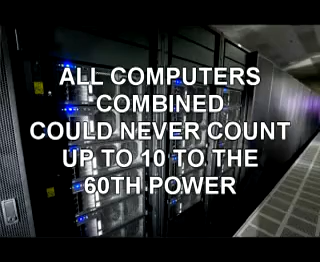 ALL COMPUTERS
COMBINED
COULD NEVER COUNT
UP TO 10 TO THE
60TH POWER